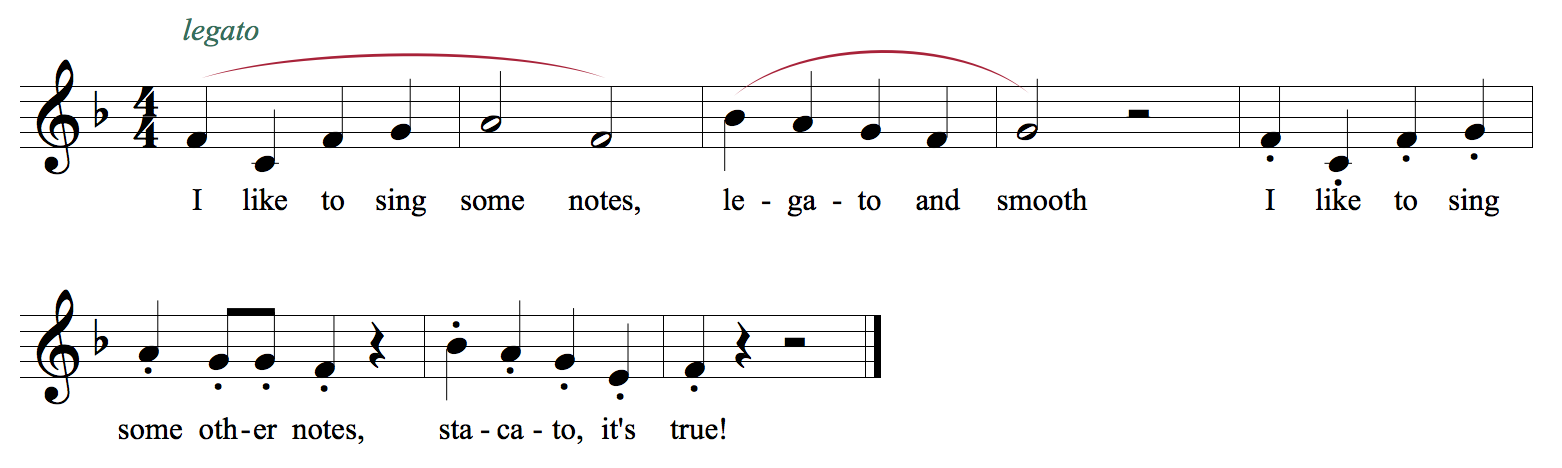 legato
4
4
I like to sing some notes, le - ga - to and smooth I like to sing
some oth-er notes, sta - ca - to, it's true!